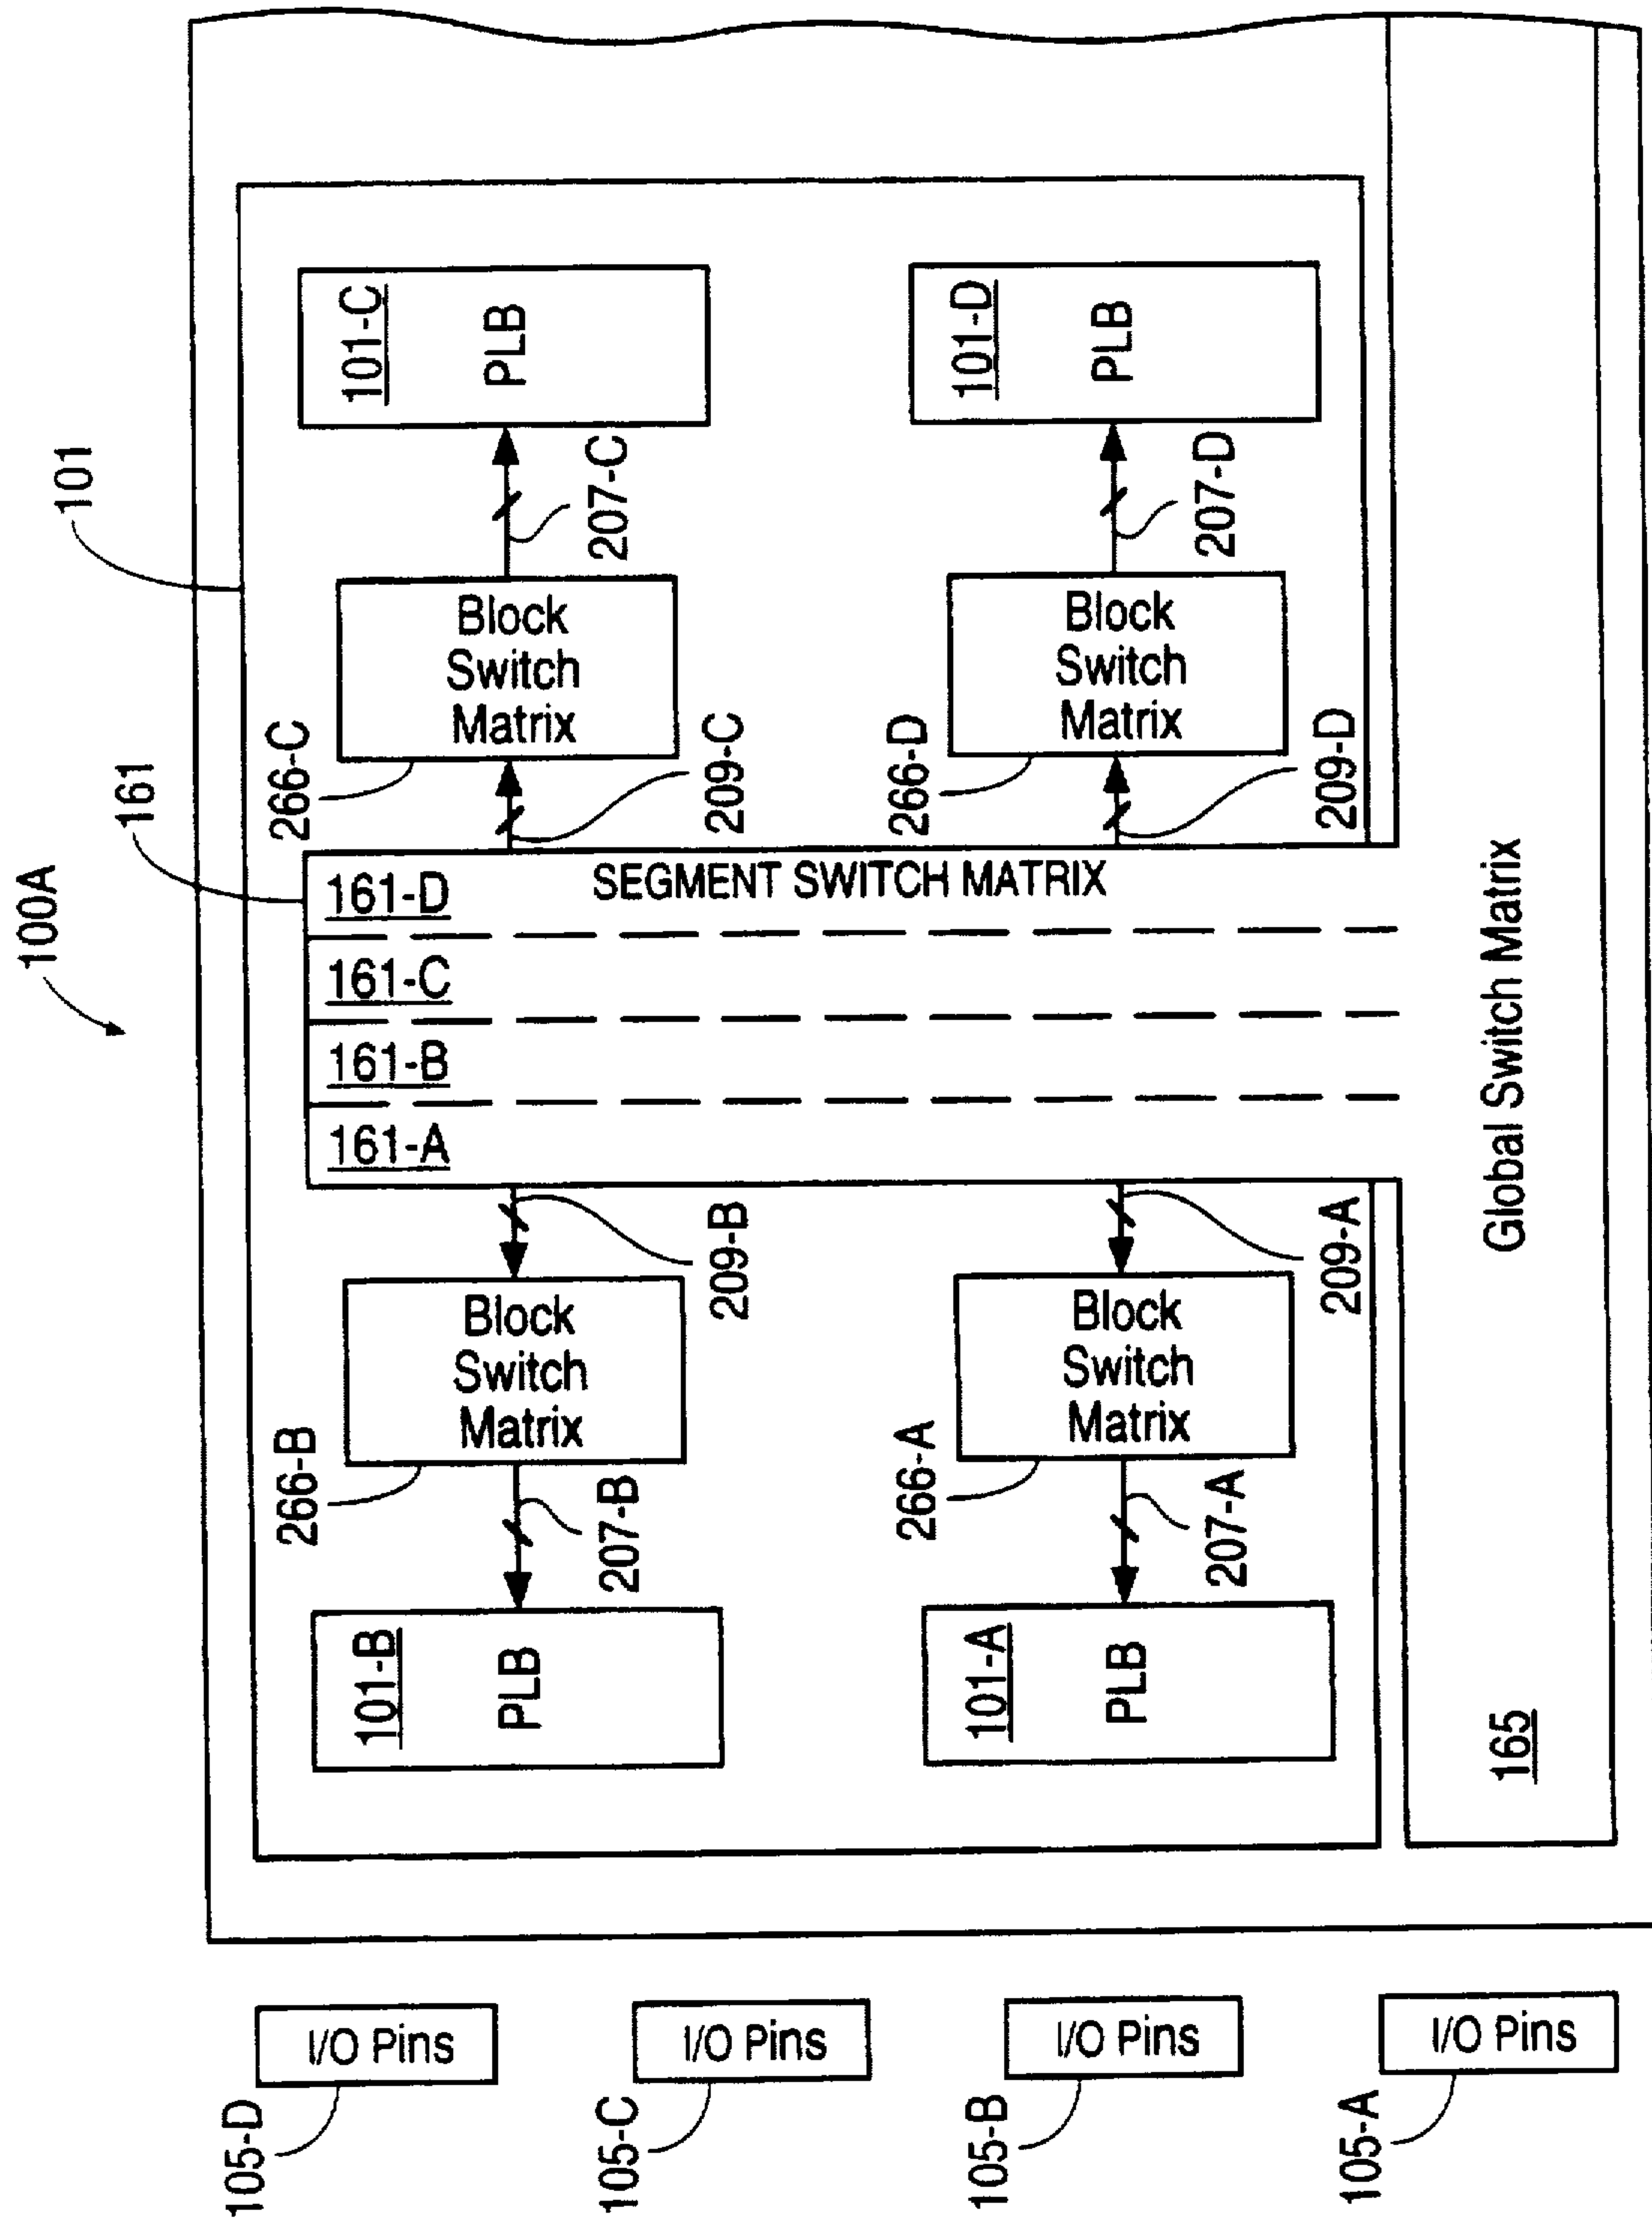 100A
161
101
266-C
209-C
Block
Switch
Matrix
207-C
101-C
PLB
266-D
209-D
Block
Switch
Matrix
207-D
101-D
PLB
161-D
SEGMENT SWITCH MATRIX
161-C
161-B
161-A
266-B
209-B
Block
Switch
Matrix
207-B
101-B
PLB
266-A
209-A
Block
Switch
Matrix
207-A
101-A
PLB
165
Global Switch Matrix
105-D
I/O Pins
105-C
I/O Pins
105-B
I/O Pins
105-A
I/O Pins